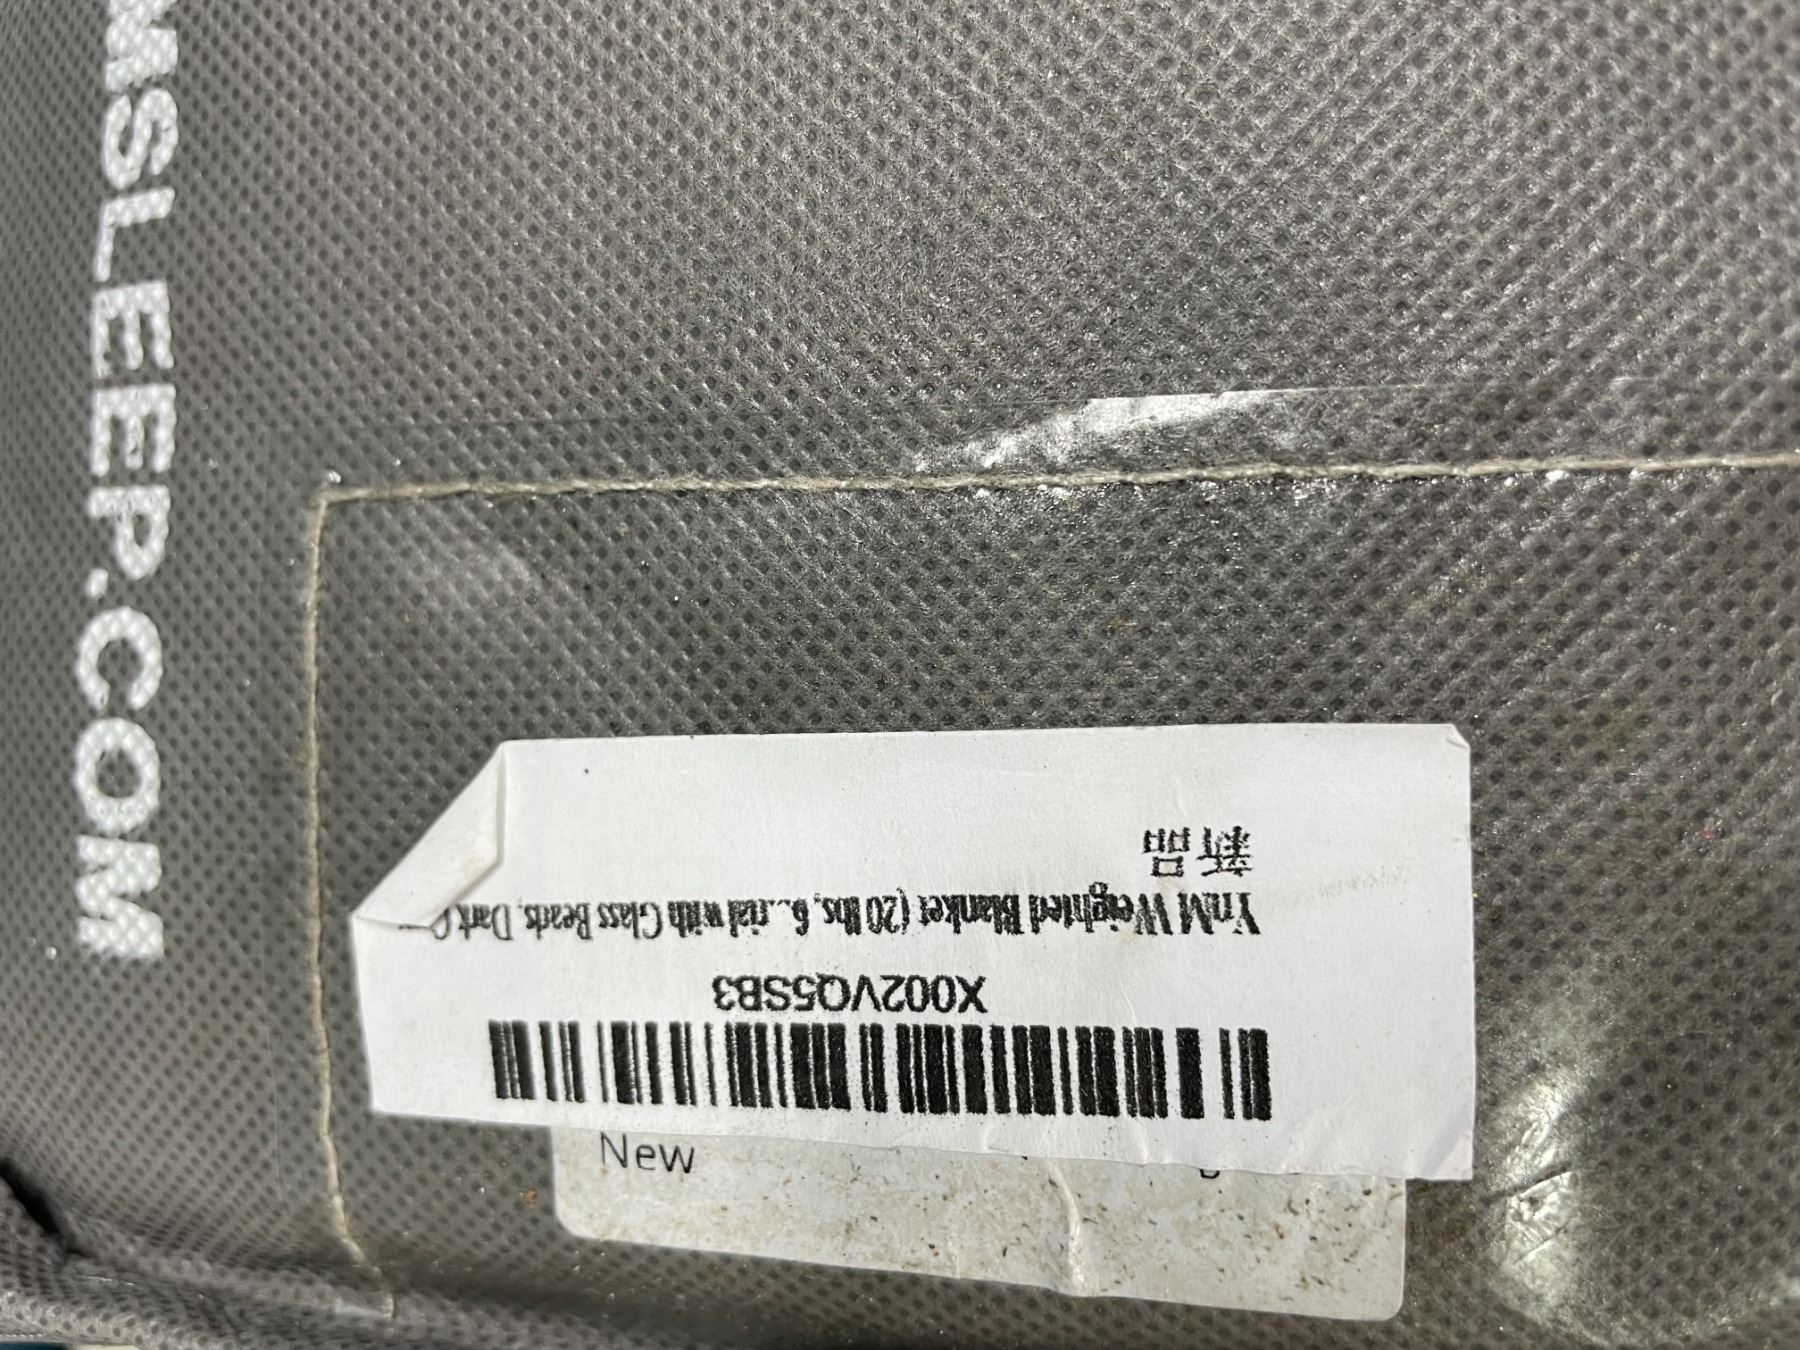 MSLEEP.COM
X002VQ5SB3
YnM Weighted Blanket (20 lbs, 6...rial with Glass Beads, Dark
新品
New